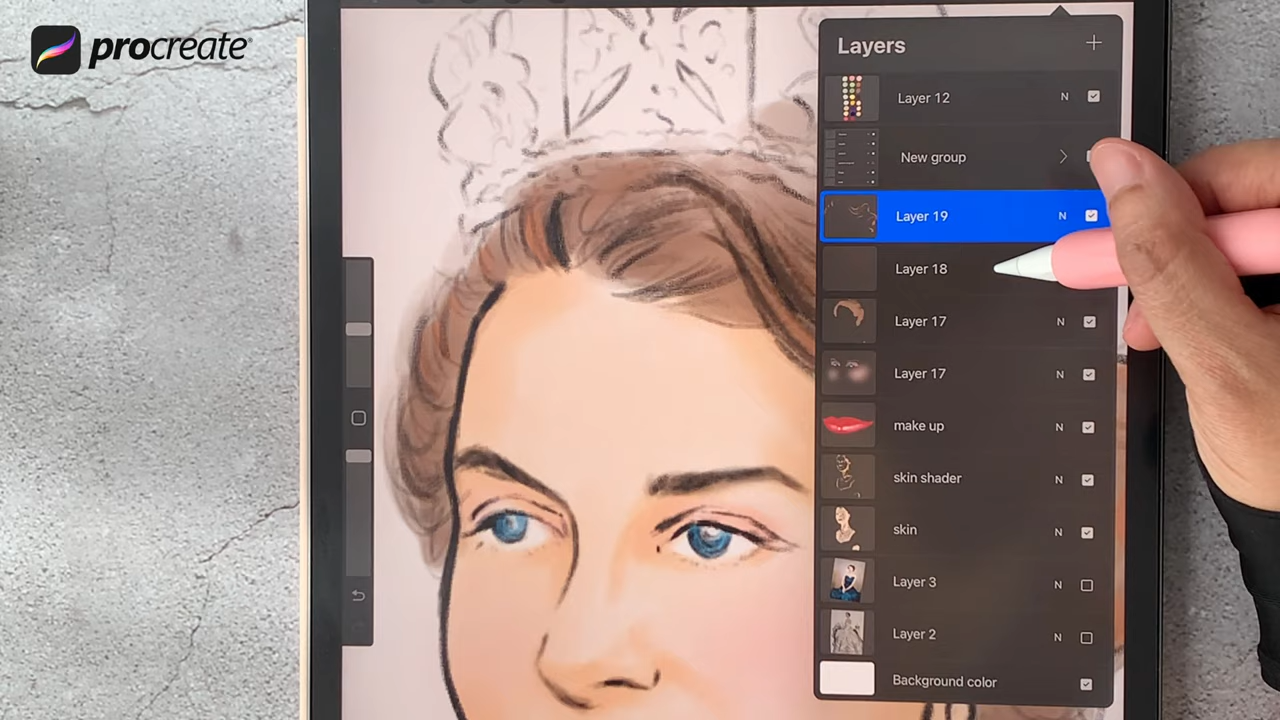 procreate®
Layers
Layer 12 N
New group
Layer 19 N
Layer 18
Layer 17 N
Layer 17 N
make up N
skin shader N
skin N
Layer 3 N
Layer 2 N
Background color